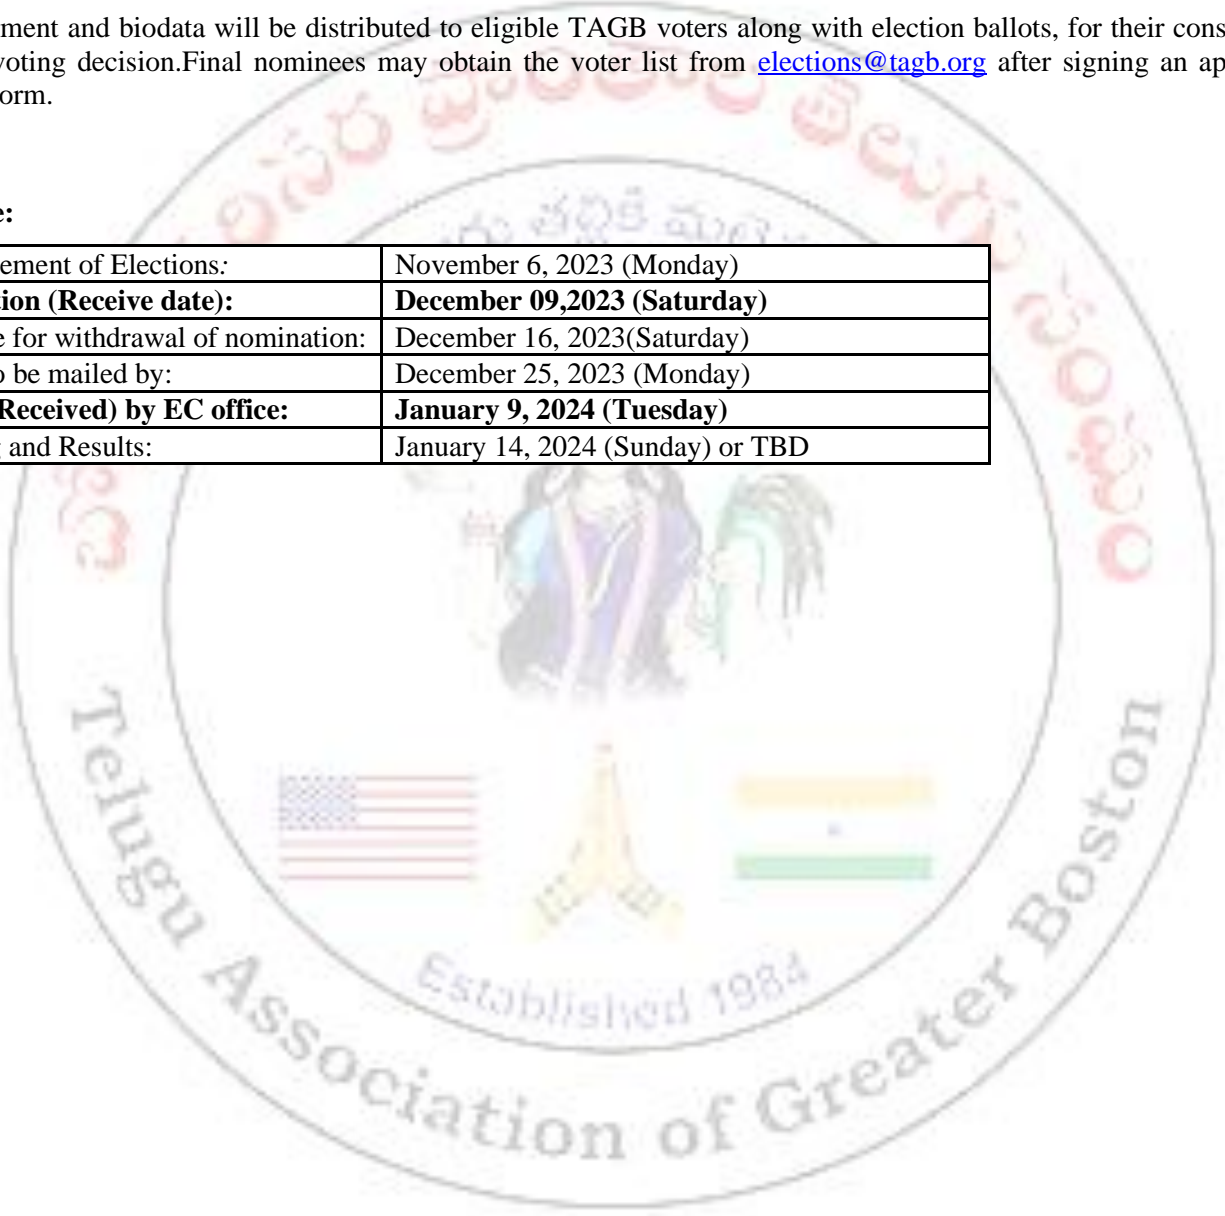 ment and biodata will be distributed to eligible TAGB voters along with election ballots, for their cons
voting decision.Final nominees may obtain the voter list from elections@tagb.org after signing an ap
orm.
e:
ement of Elections: November 6, 2023 (Monday)
tion (Receive date): December 09,2023 (Saturday)
e for withdrawal of nomination: December 16, 2023(Saturday)
o be mailed by: December 25, 2023 (Monday)
Received) by EC office: January 9, 2024 (Tuesday)
g and Results: January 14, 2024 (Sunday) or TBD
తెలుగు
Established 1984
Telugu Association of Greater Boston